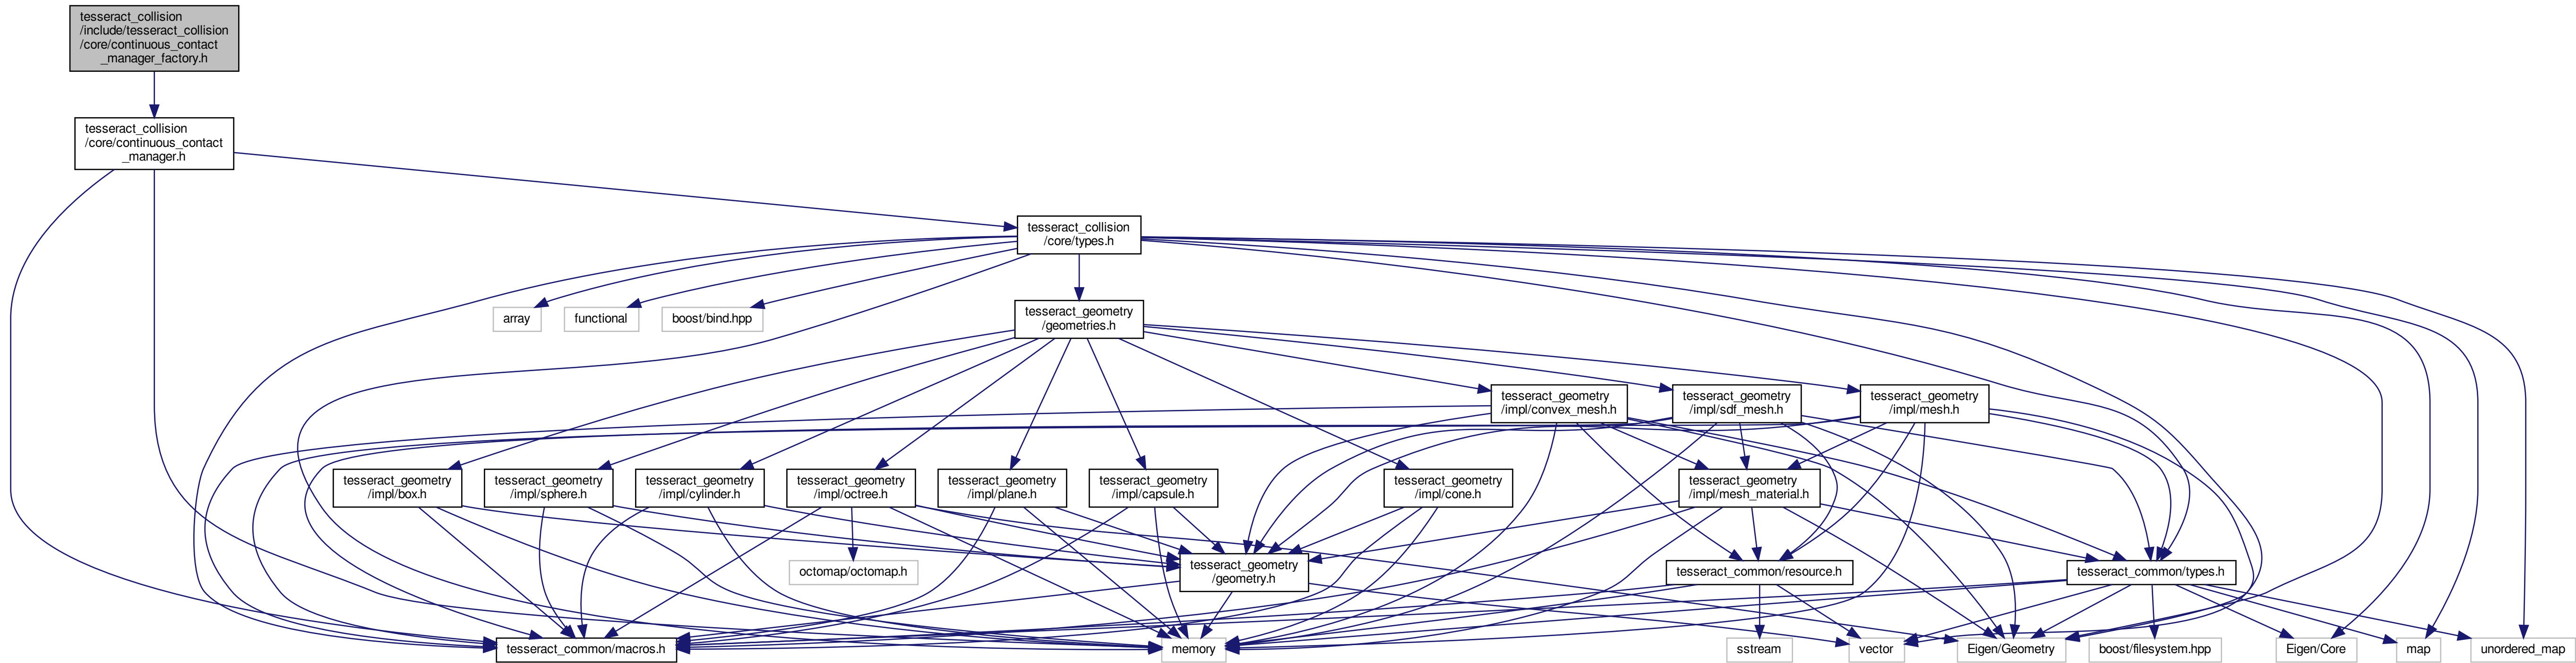 tesseract_collision
/include/tesseract_collision
/core/continuous_contact
_manager_factory.h
tesseract_collision
/core/continuous_contact
_manager.h
tesseract_collision
/core/types.h
array
functional
boost/bind.hpp
tesseract_geometry
/geometries.h
tesseract_geometry
/impl/convex_mesh.h
tesseract_geometry
/impl/sdf_mesh.h
tesseract_geometry
/impl/mesh.h
tesseract_geometry
/impl/box.h
tesseract_geometry
/impl/sphere.h
tesseract_geometry
/impl/cylinder.h
tesseract_geometry
/impl/octree.h
tesseract_geometry
/impl/plane.h
tesseract_geometry
/impl/capsule.h
tesseract_geometry
/impl/cone.h
tesseract_geometry
/impl/mesh_material.h
octomap/octomap.h
tesseract_geometry
/geometry.h
tesseract_common/resource.h
tesseract_common/types.h
tesseract_common/macros.h
memory
sstream
vector
Eigen/Geometry
boost/filesystem.hpp
Eigen/Core
map
unordered_map